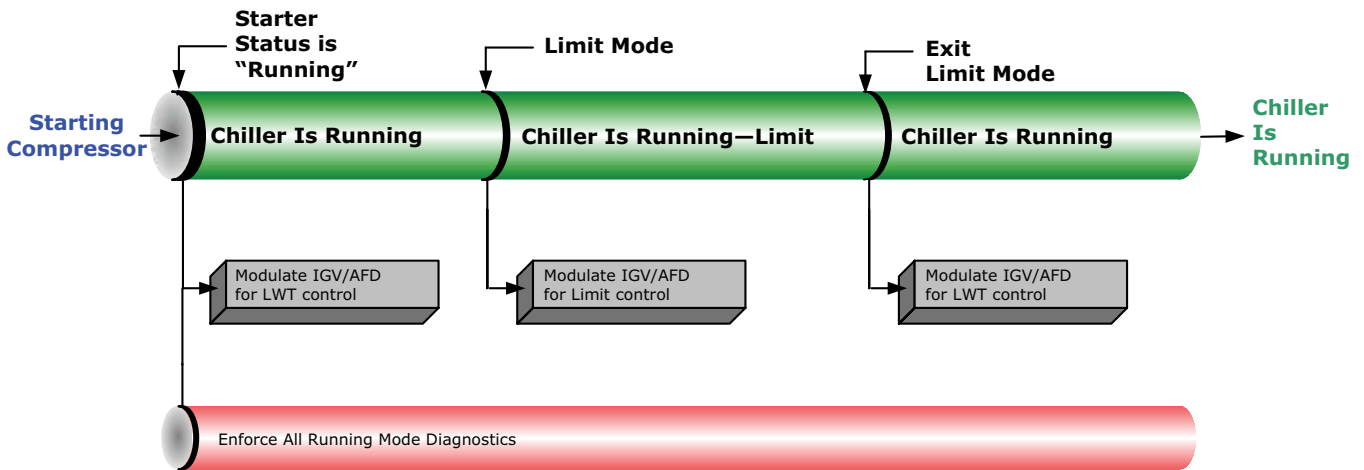 Starter
Status is
“Running”
Limit Mode
Exit
Limit Mode
Starting
Compressor
Chiller Is Running
Chiller Is Running—Limit
Chiller Is Running
Chiller
Is
Running
Modulate IGV/AFD
for LWT control
Modulate IGV/AFD
for Limit control
Modulate IGV/AFD
for LWT control
Enforce All Running Mode Diagnostics